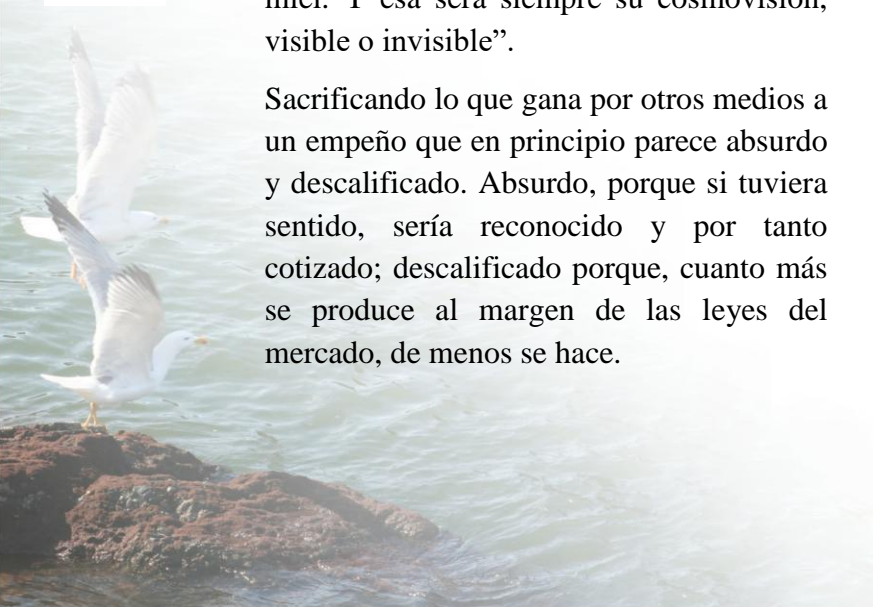 miel. Y esa será siempre su cosmovisión,
visible o invisible”.
Sacrificando lo que gana por otros medios a
un empeño que en principio parece absurdo
y descalificado. Absurdo, porque si tuviera
sentido, sería reconocido y por tanto
cotizado; descalificado porque, cuanto más
se produce al margen de las leyes del
mercado, de menos se hace.